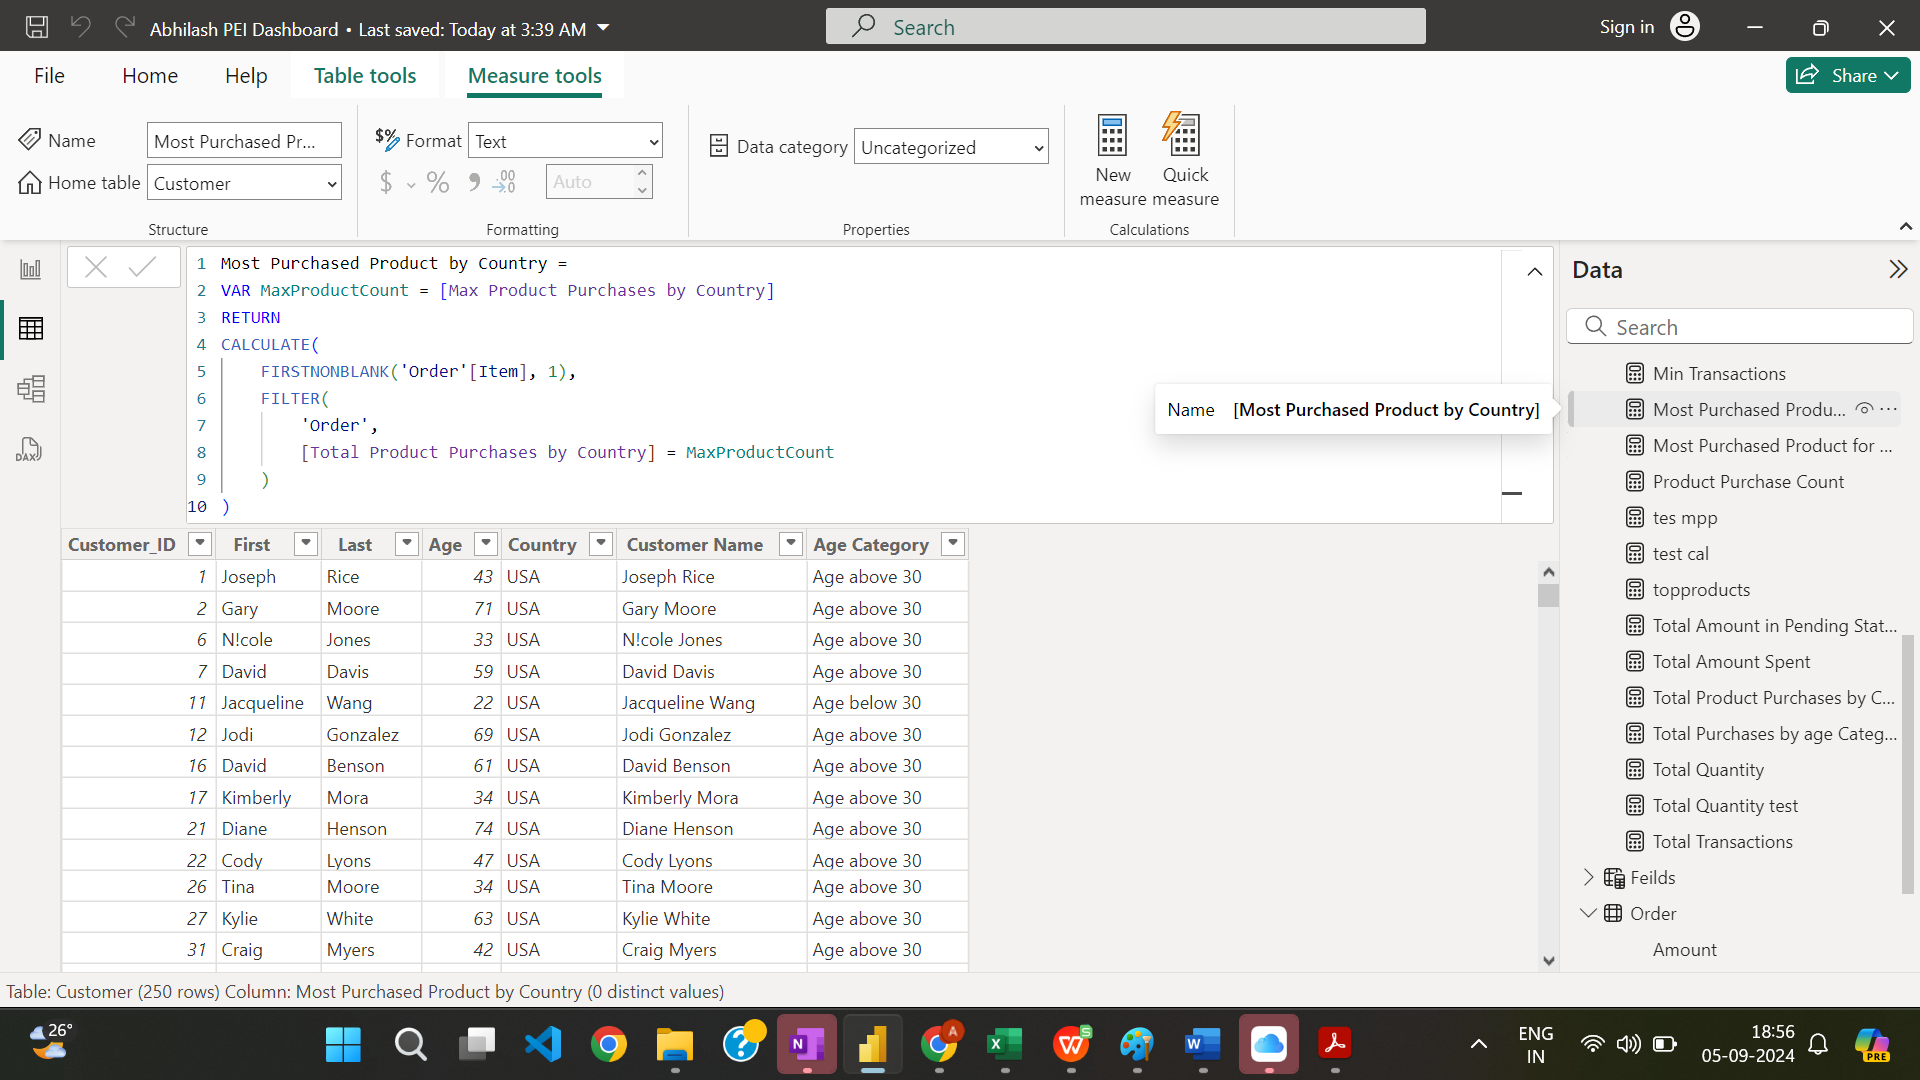 Abhilash PEI Dashboard • Last saved: Today at 3:39 AM
Search
Sign in
File
Home
Help
Table tools
Measure tools
Share
Name
Most Purchased Pr...
Home table
Customer
Structure
$% Format
Text
$ % 9 .00
Auto
Formatting
Data category
Uncategorized
Properties
New measure
Quick measure
Calculations
1 Most Purchased Product by Country =
2 VAR MaxProductCount = [Max Product Purchases by Country]
3 RETURN
4 CALCULATE(
5 FIRSTNONBLANK('Order'[Item], 1),
6 FILTER(
7 'Order',
8 [Total Product Purchases by Country] = MaxProductCount
9 )
10 )
Name [Most Purchased Product by Country]
Customer_ID First Last Age Country Customer Name Age Category
1 Joseph Rice 43 USA Joseph Rice Age above 30
2 Gary Moore 71 USA Gary Moore Age above 30
6 N!cole Jones 33 USA N!cole Jones Age above 30
7 David Davis 59 USA David Davis Age above 30
11 Jacqueline Wang 22 USA Jacqueline Wang Age below 30
12 Jodi Gonzalez 69 USA Jodi Gonzalez Age above 30
16 David Benson 61 USA David Benson Age above 30
17 Kimberly Mora 34 USA Kimberly Mora Age above 30
21 Diane Henson 74 USA Diane Henson Age above 30
22 Cody Lyons 47 USA Cody Lyons Age above 30
26 Tina Moore 34 USA Tina Moore Age above 30
27 Kylie White 63 USA Kylie White Age above 30
31 Craig Myers 42 USA Craig Myers Age above 30
DAX
Data
Search
Min Transactions
Most Purchased Produ...
Most Purchased Product for ...
Product Purchase Count
tes mpp
test cal
topproducts
Total Amount in Pending Stat...
Total Amount Spent
Total Product Purchases by C...
Total Purchases by age Categ...
Total Quantity
Total Quantity test
Total Transactions
Feilds
Order
Amount
Table: Customer (250 rows) Column: Most Purchased Product by Country (0 distinct values)
26°
ENG
IN
18:56
05-09-2024
PRE